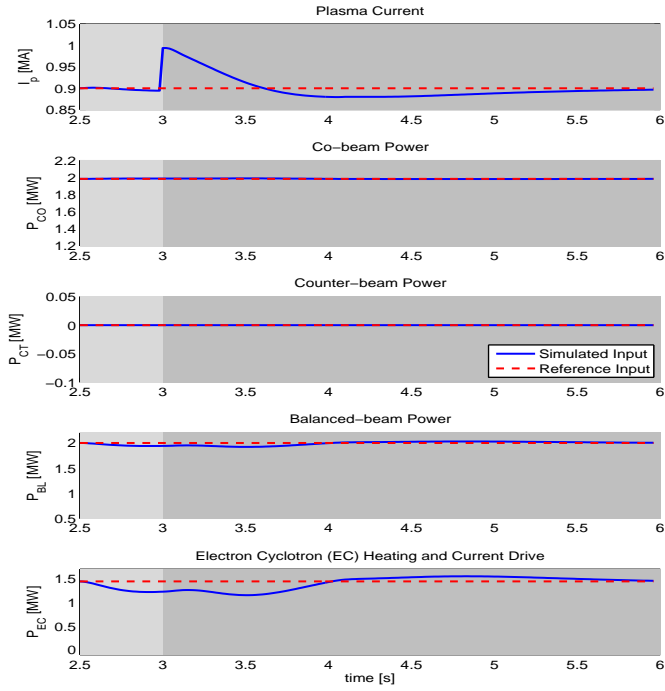 Plasma Current
I_p [MA]
1.05
1
0.9
0.85
2.5 3 3.5 4 4.5 5 5.5 6
Co−beam Power
P_CO [MW]
2.2
2
1.8
1.6
1.4
1.2
2.5 3 3.5 4 4.5 5 5.5 6
Counter−beam Power
P_CT [MW]
0.05
0
−0.05
−0.1
Simulated Input
Reference Input
2.5 3 3.5 4 4.5 5 5.5 6
Balanced−beam Power
P_BL [MW]
2
1.5
1
0.5
2.5 3 3.5 4 4.5 5 5.5 6
Electron Cyclotron (EC) Heating and Current Drive
P_EC [MW]
1.5
1
0.5
0
2.5 3 3.5 4 4.5 5 5.5 6
time [s]